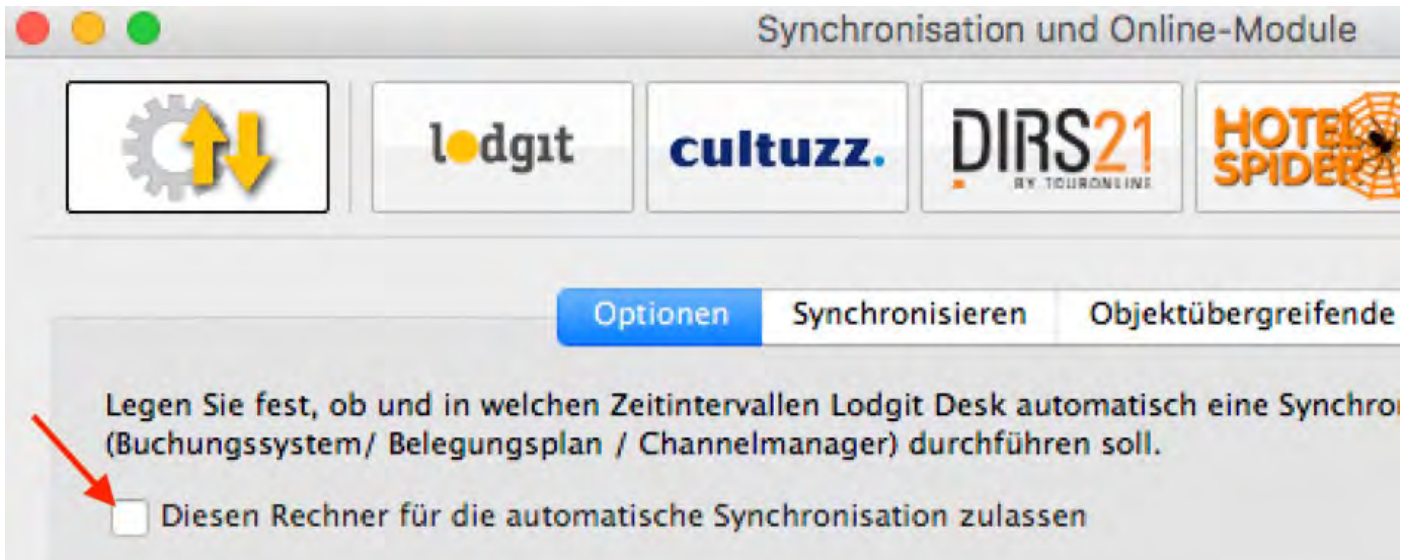 Synchronisation und Online-Module
lodgit
cultuzz.
DIRS21
BY TOURONLINE
HOTEL
SPIDER
Optionen
Synchronisieren
Objektübergreifende
Legen Sie fest, ob und in welchen Zeitintervallen Lodgit Desk automatisch eine
(Buchungssystem/ Belegungsplan / Channelmanager) durchführen soll.
Diesen Rechner für die automatische Synchronisation zulassen